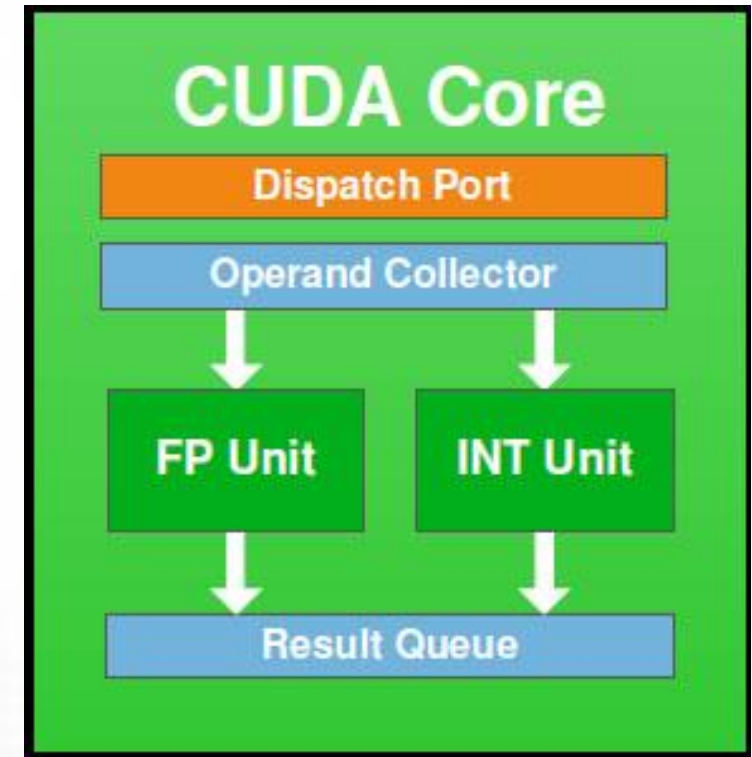 CUDA Core
Dispatch Port
Operand Collector
FP Unit
INT Unit
Result Queue